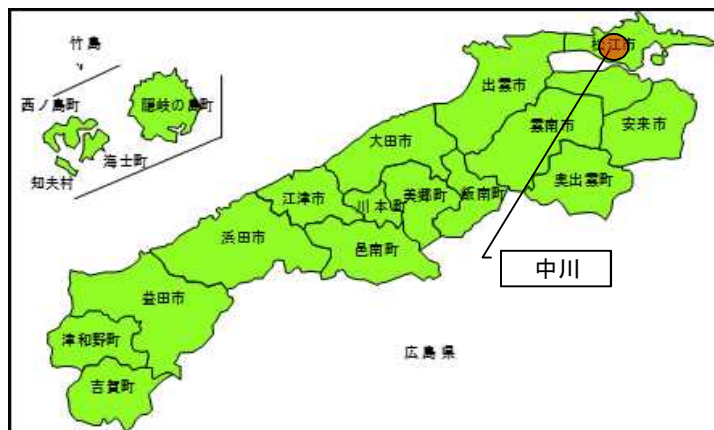 竹島
松江市
西ノ島町
隠岐の島町
出雲市
雲南市
安来市
大田市
海士町
知夫村
美郷町
飯南町
奥出雲町
江津市
川本町
浜田市
邑南町
中川
益田市
津和野町
広島県
吉賀町